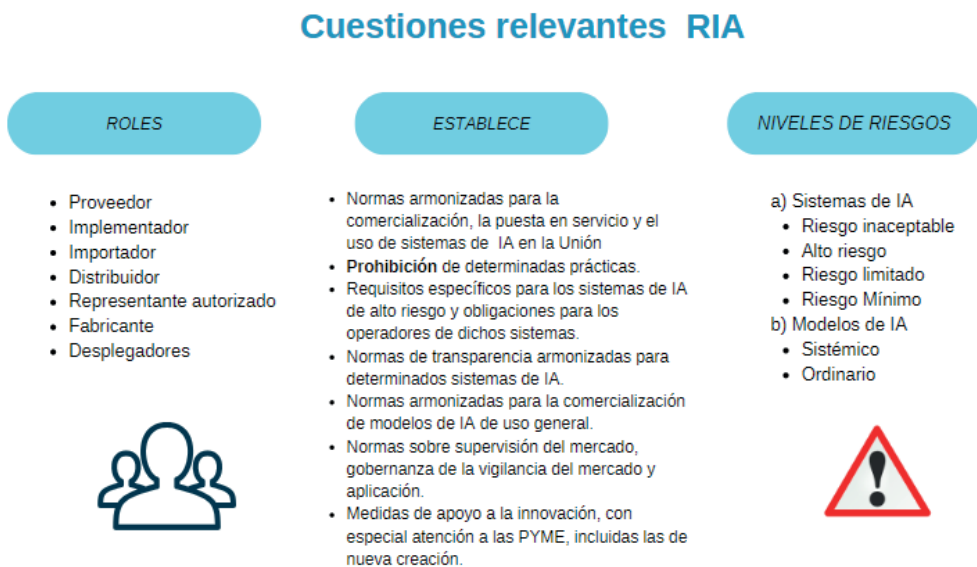 Cuestiones relevantes RIA
ROLES
• Proveedor
• Implementador
• Importador
• Distribuidor
• Representante autorizado
• Fabricante
• Desplegadores
ESTABLECE
• Normas armonizadas para la
comercialización, la puesta en servicio y el
uso de sistemas de IA en la Unión
• Prohibición de determinadas prácticas.
• Requisitos específicos para los sistemas de IA
de alto riesgo y obligaciones para los
operadores de dichos sistemas.
• Normas de transparencia armonizadas para
determinados sistemas de IA.
• Normas armonizadas para la comercialización
de modelos de IA de uso general.
• Normas sobre supervisión del mercado,
gobernanza de la vigilancia del mercado y
aplicación.
• Medidas de apoyo a la innovación, con
especial atención a las PYME, incluidas las de
nueva creación.
NIVELES DE RIESGOS
a) Sistemas de IA
• Riesgo inaceptable
• Alto riesgo
• Riesgo limitado
• Riesgo Mínimo
b) Modelos de IA
• Sistémico
• Ordinario